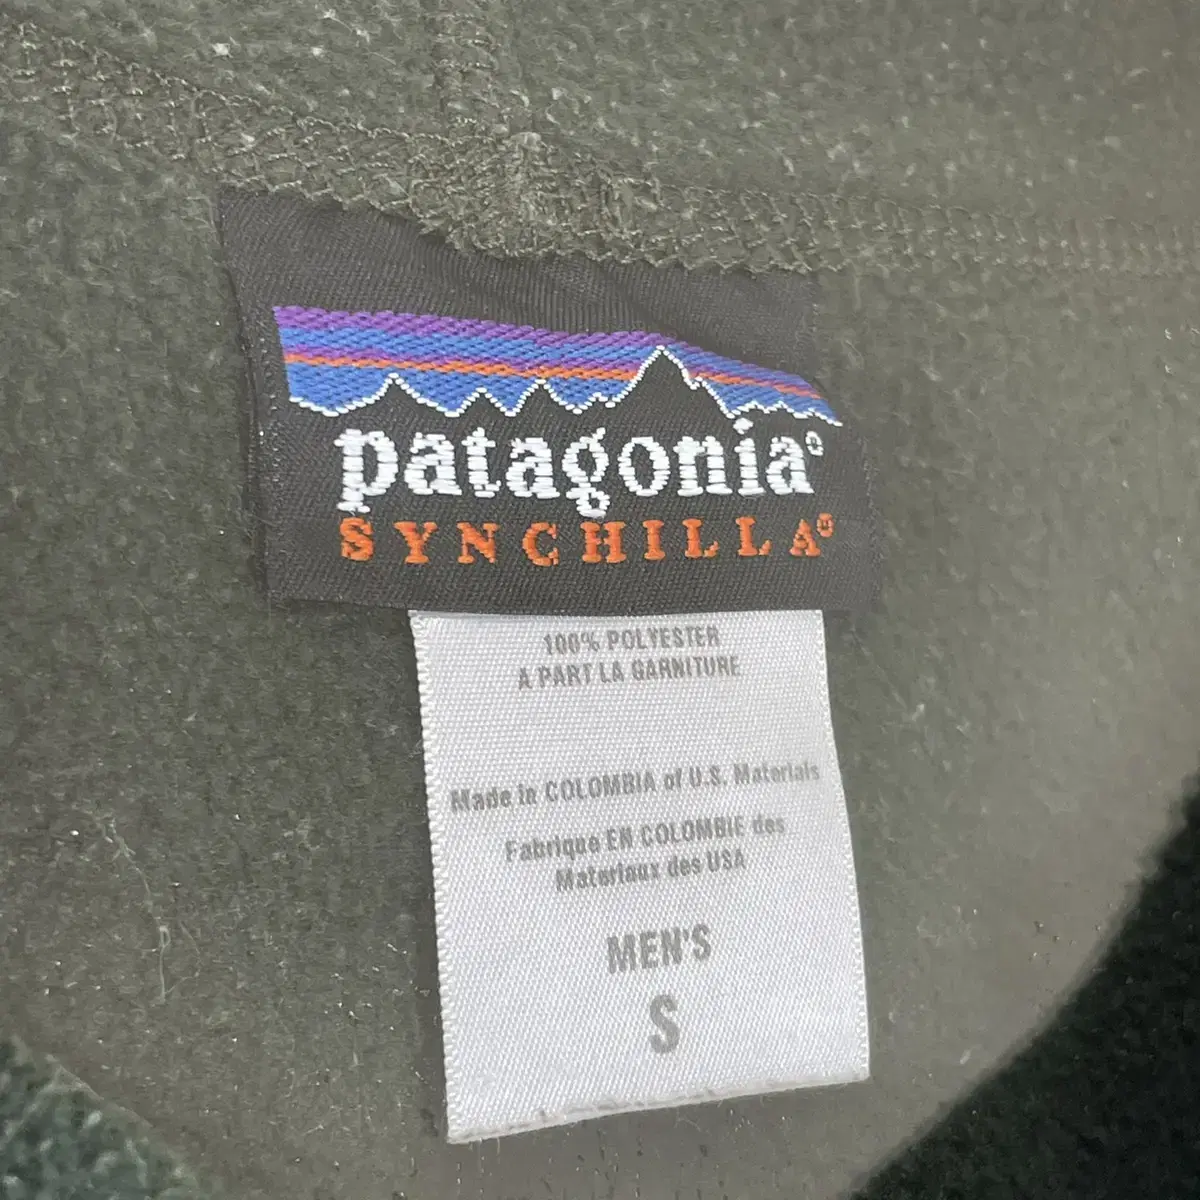 patagonia®
SYNCHILLA®
100% POLYESTER
A PART LA GARNITURE
Made in COLOMBIA of U.S. Materials
Fabrique EN COLOMBIE des
Materiaux des USA
MEN'S
S